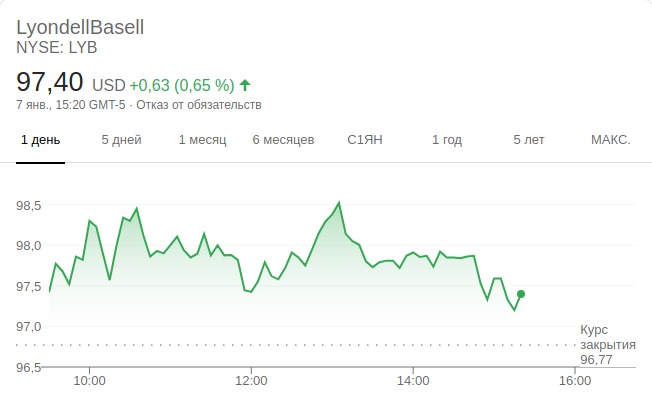 LyondellBasell
NYSE: LYB
97,40 USD +0,63 (0,65 %)
7 янв., 15:20 GMT-5 · Отказ от обязательств
1 день 5 дней 1 месяц 6 месяцев С1ЯН 1 год 5 лет МАКС.
98,5
98,0
97,5
97,0
Курс
закрытия
96,77
96,5
10:00 12:00 14:00 16:00